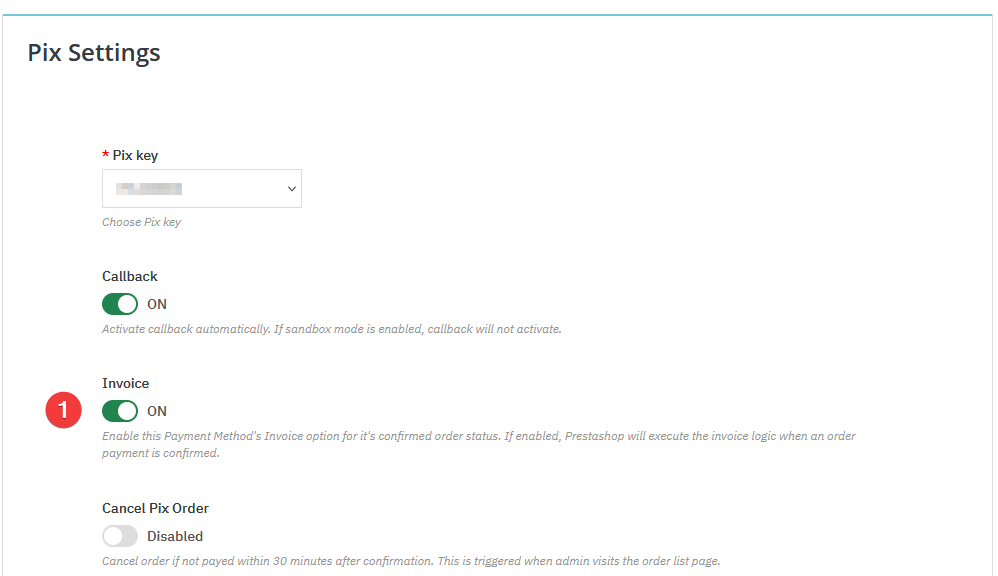 Pix Settings
* Pix key
Choose Pix key
Callback
ON
Activate callback automatically. If sandbox mode is enabled, callback will not activate.
Invoice
1
ON
Enable this Payment Method's Invoice option for it's confirmed order status. If enabled, Prestashop will execute the invoice logic when an order
payment is confirmed.
Cancel Pix Order
Disabled
Cancel order if not payed within 30 minutes after confirmation. This is triggered when admin visits the order list page.